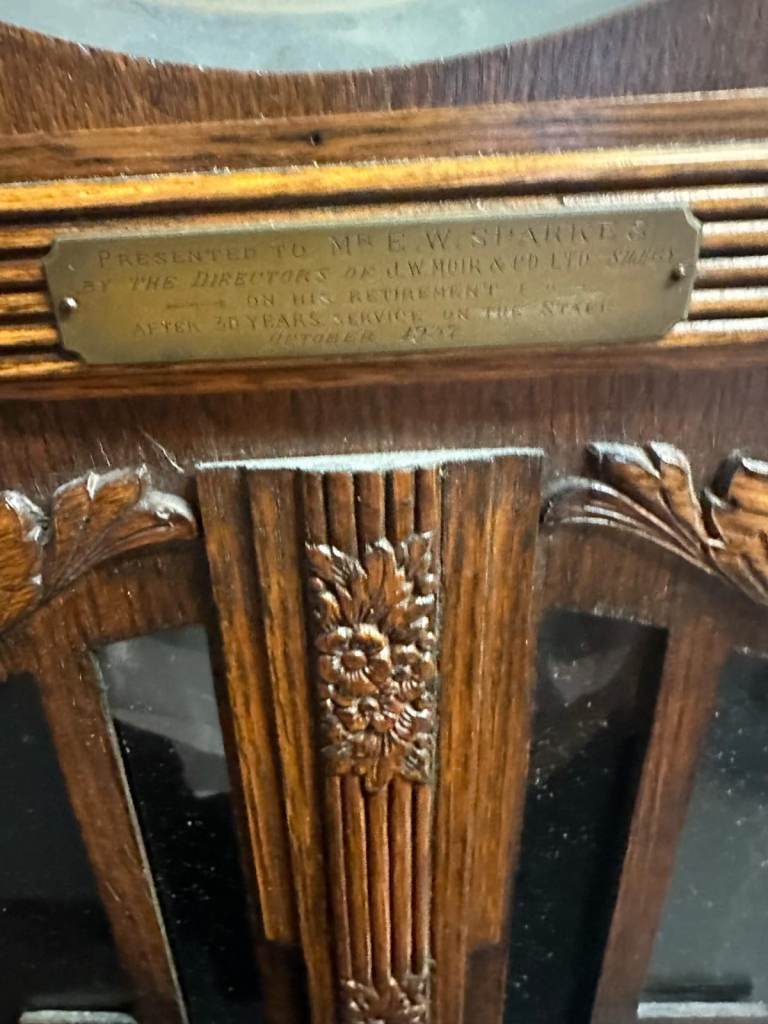 PRESENTED TO MR E. W. SPARKES
BY THE DIRECTORS OF J. W. MOIR & CO LTD
ON HIS RETIREMENT
AFTER 30 YEARS SERVICE ON THE STAFF
OCTOBER 1937